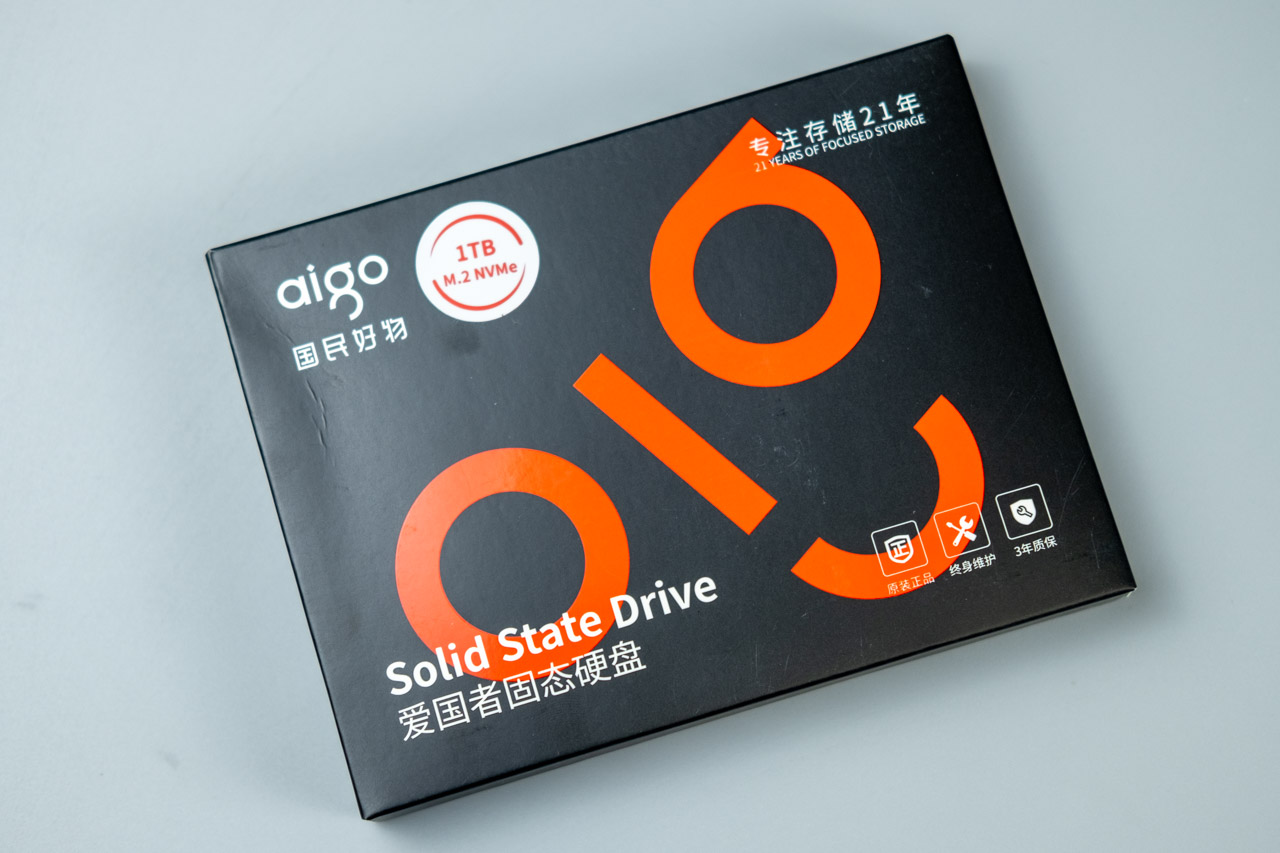 专注存储21年
21 YEARS OF FOCUSED STORAGE
aigo
国民好物
1TB
M.2 NVMe
正
原装正品
终身维护
3年质保
Solid State Drive
爱国者固态硬盘